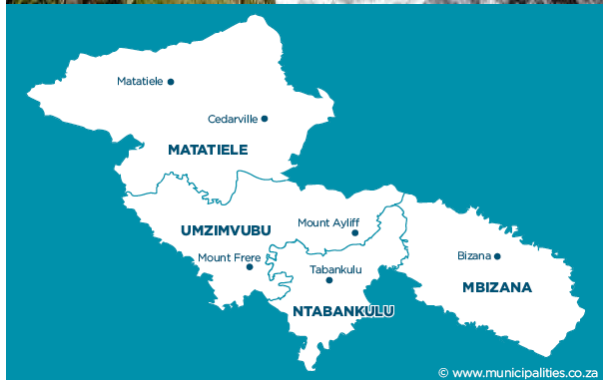 Matatiele
Cedarville
MATATIELE
UMZIMVUBU
Mount Ayliff
Mount Frere
Tabankulu
NTABANKULU
Bizana
MBIZANA
© www.municipalities.co.za